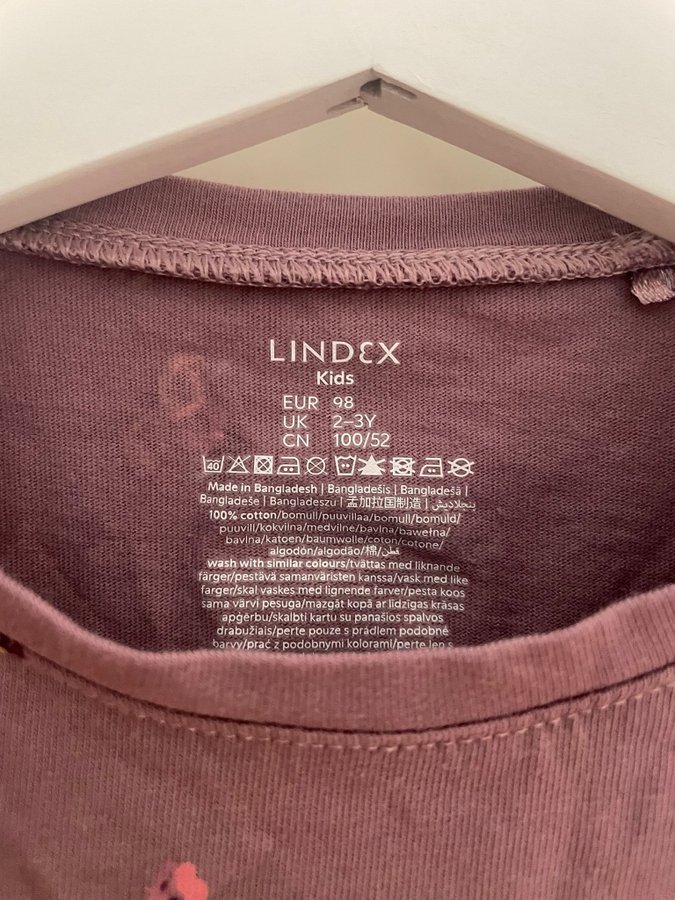 LINDEX
Kids
EUR 98
UK 2–3Y
CN 100/52
40
Made in Bangladesh | Bangladešis | Bangladešā |
Bangladeše | Bangladeszu | 孟加拉国制造 | بنجلاديش
100% cotton/bomull/puuvillaa/bomull/bomuld/
puuvill/kokvilna/medvilnė/bavlna/bawełna/
bavlna/katoen/baumwolle/coton/cotone/
algodón/algodão/棉/قطن
wash with similar colours/tvättas med liknande
färger/pestävä samanväristen kanssa/vask med like
farger/skal vaskes med lignende farver/pesta koos
sama värvi pesuga/mazgāt kopā ar līdzīgas krāsas
apģērbu/skalbti kartu su panašios spalvos
drabužiais/perte pouze s prádlem podobné
barvy/prać z podobnymi kolorami/perte len s